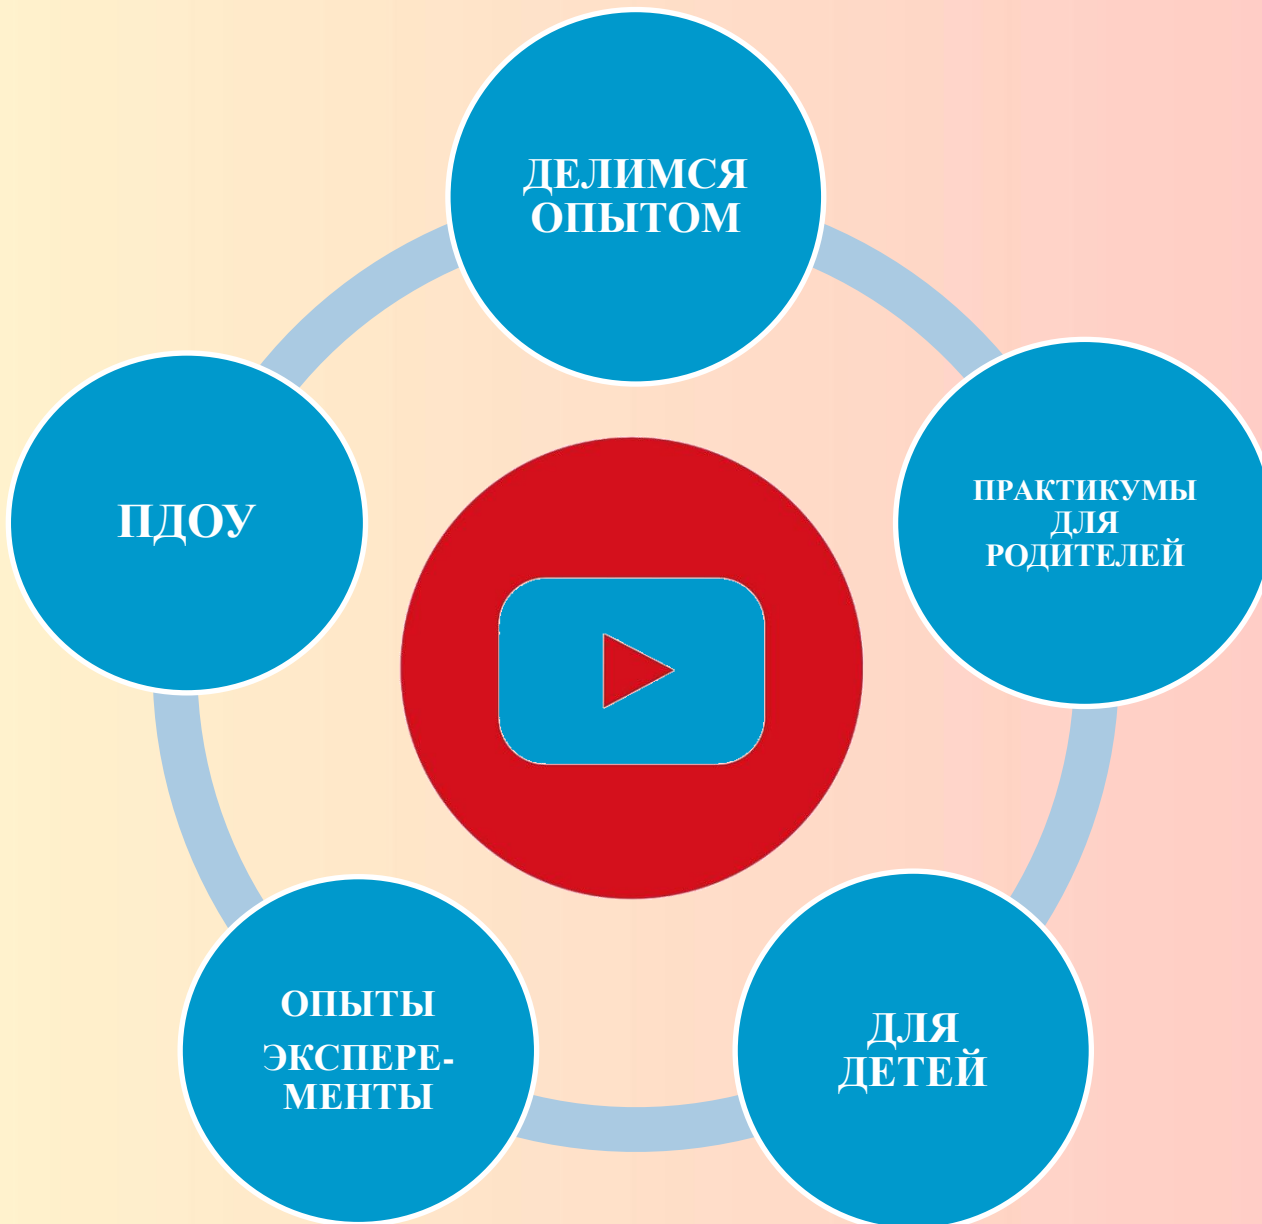 ДЕЛИМСЯ
ОПЫТОМ
ПРАКТИКУМЫ
ДЛЯ
РОДИТЕЛЕЙ
ДЛЯ
ДЕТЕЙ
ОПЫТЫ
ЭКСПЕРЕ-
МЕНТЫ
ПДОУ